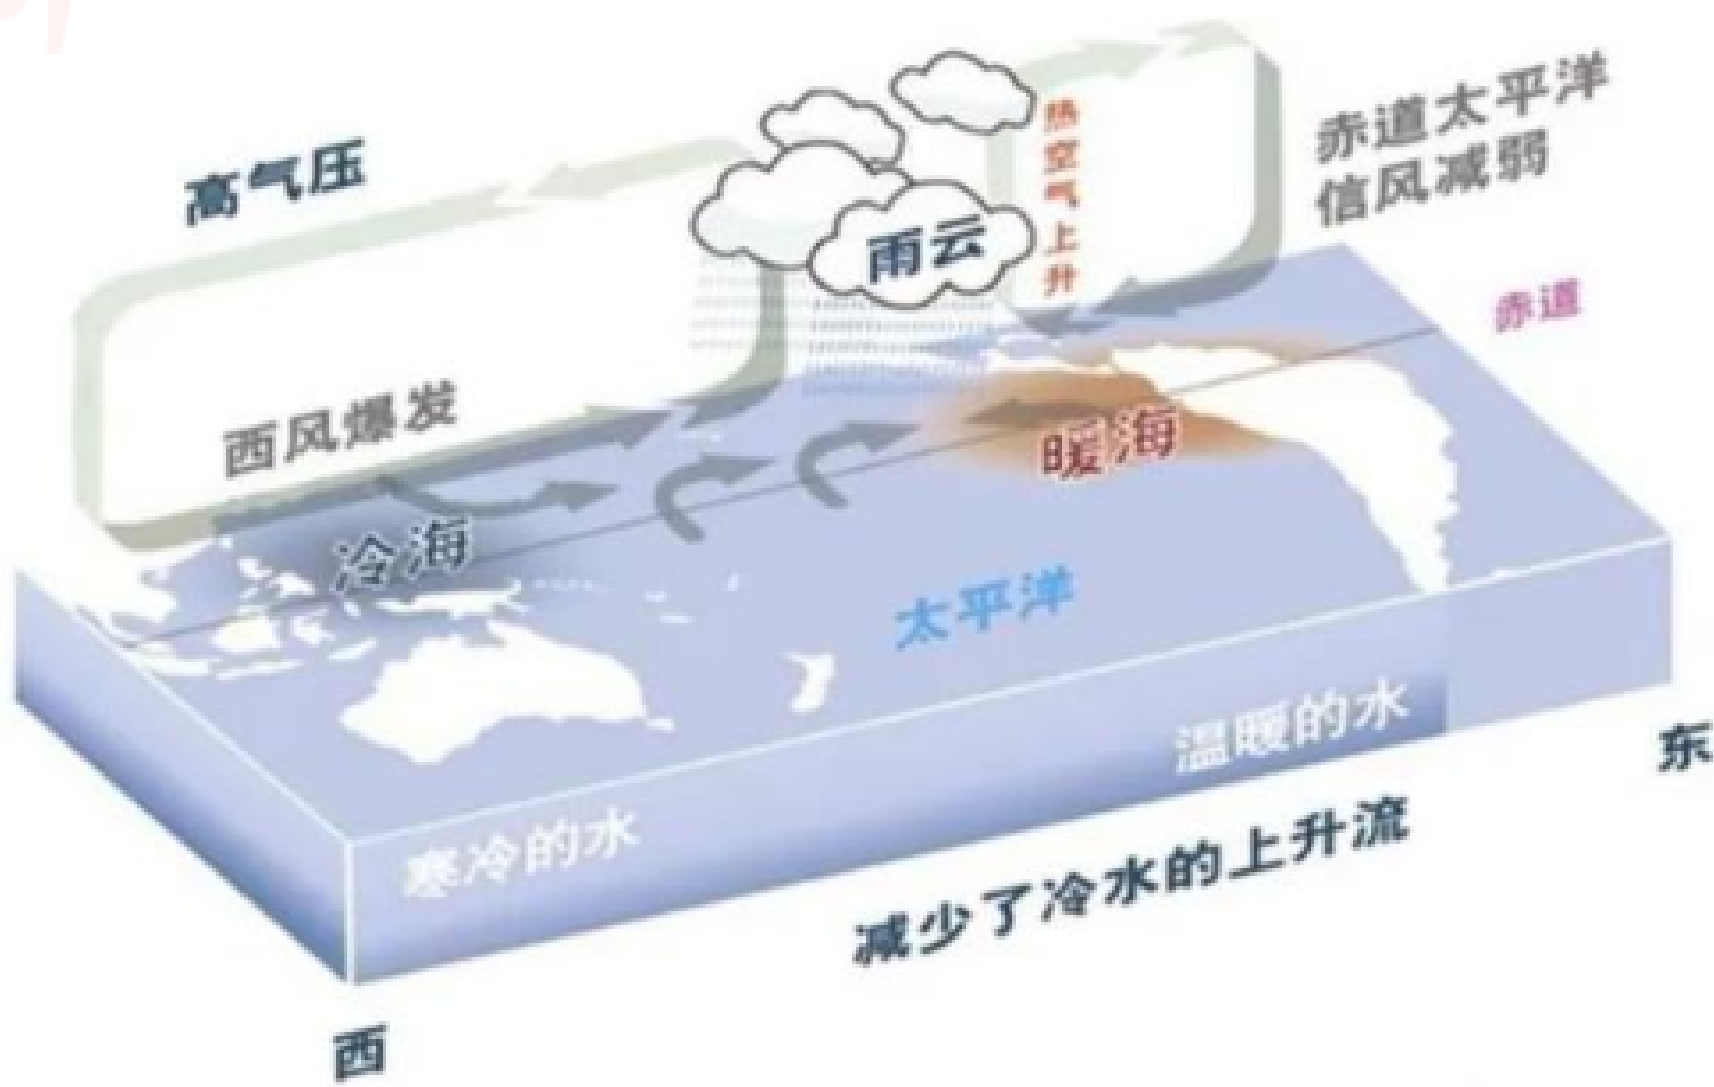 高气压
热空气上升
赤道太平洋
信风减弱
雨云
赤道
西风爆发
暖海
冷海
太平洋
温暖的水
东
寒冷的水
减少了冷水的上升流
西